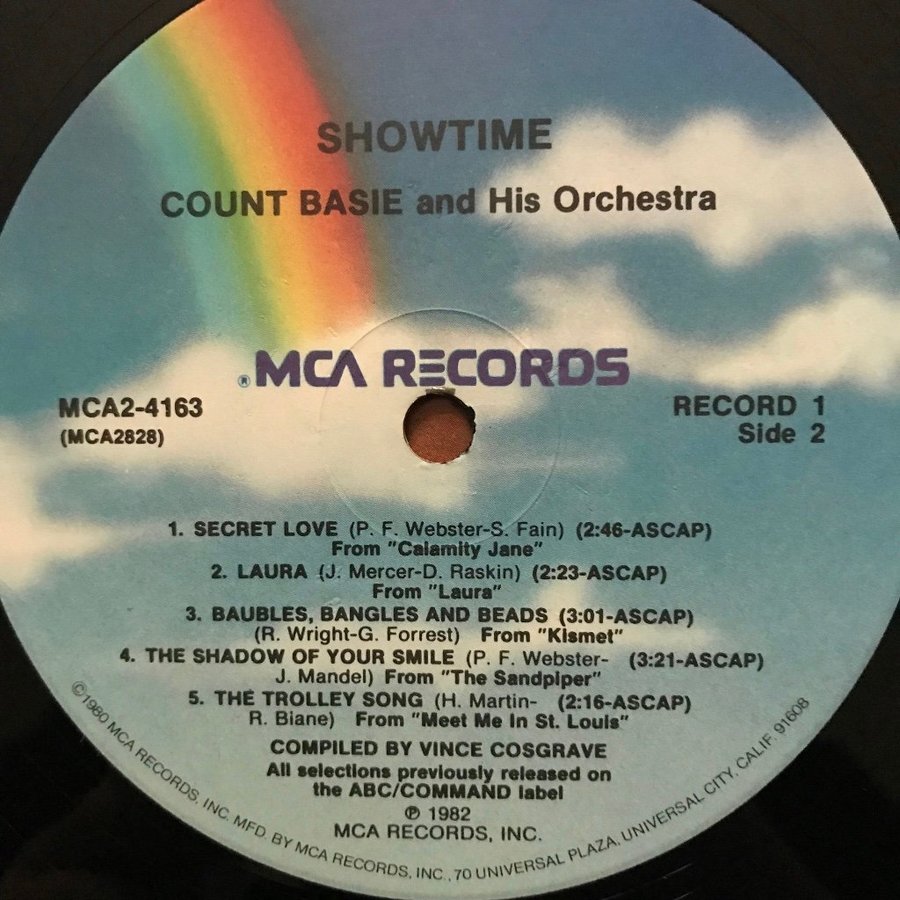 SHOWTIME
COUNT BASIE and His Orchestra
® MCA RECORDS
MCA2-4163
(MCA2828)
RECORD 1
Side 2
1. SECRET LOVE (P. F. Webster-S. Fain) (2:46-ASCAP)
From "Calamity Jane"
2. LAURA (J. Mercer-D. Raskin) (2:23-ASCAP)
From "Laura"
3. BAUBLES, BANGLES AND BEADS (3:01-ASCAP)
(R. Wright-G. Forrest) From "Kismet"
4. THE SHADOW OF YOUR SMILE (P. F. Webster- (3:21-ASCAP)
J. Mandel) From "The Sandpiper"
5. THE TROLLEY SONG (H. Martin- (2:16-ASCAP)
R. Biane) From "Meet Me In St. Louis"
COMPILED BY VINCE COSGRAVE
All selections previously released on
the ABC/COMMAND label
℗ 1982
MCA RECORDS, INC.
©1980 MCA RECORDS, INC. MFD. BY MCA RECORDS, INC., 70 UNIVERSAL PLAZA, UNIVERSAL CITY, CALIF. 91608